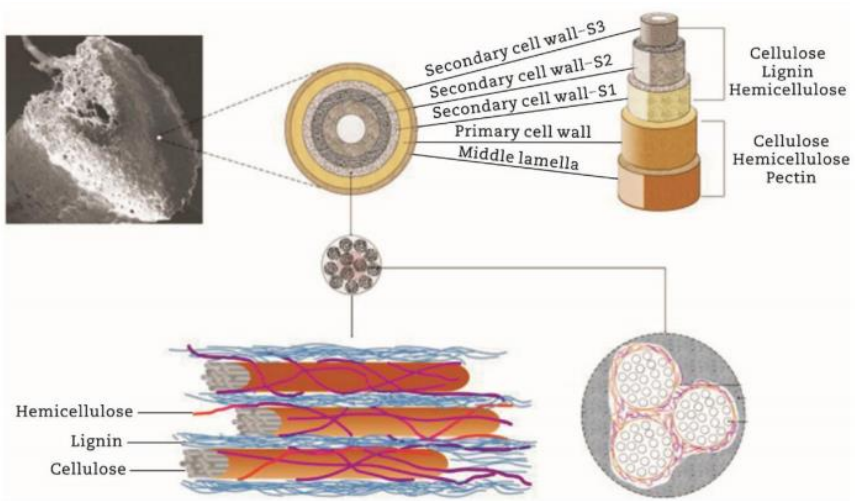 Secondary cell wall-S3
Secondary cell wall-S2
Secondary cell wall-S1
Primary cell wall
Middle lamella
Cellulose
Lignin
Hemicellulose
Cellulose
Hemicellulose
Pectin
Hemicellulose
Lignin
Cellulose